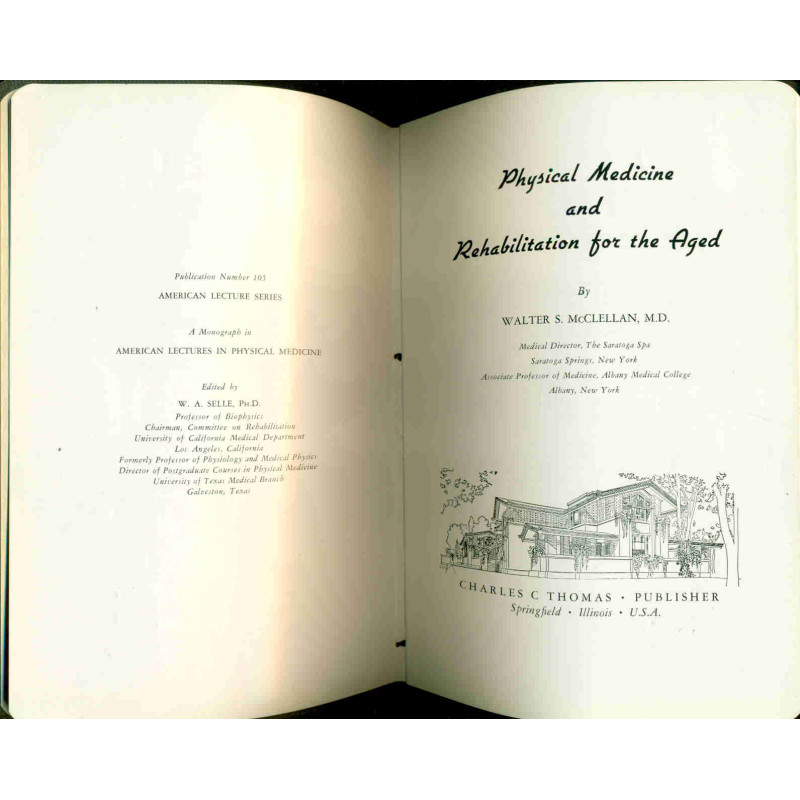 Publication Number 103
AMERICAN LECTURE SERIES
A Monograph in
AMERICAN LECTURES IN PHYSICAL MEDICINE
Edited by
W. A. SELLE, PH.D.
Professor of Biophysics
Chairman, Committee on Rehabilitation
University of California Medical Department
Los Angeles, California
Formerly Professor of Physiology and Medical Physics
Director of Postgraduate Courses in Physical Medicine
University of Texas Medical Branch
Galveston, Texas
Physical Medicine
and
Rehabilitation for the Aged
By
WALTER S. McCLELLAN, M.D.
Medical Director, The Saratoga Spa
Saratoga Springs, New York
Associate Professor of Medicine, Albany Medical College
Albany, New York
CHARLES C THOMAS · PUBLISHER
Springfield · Illinois · U.S.A.